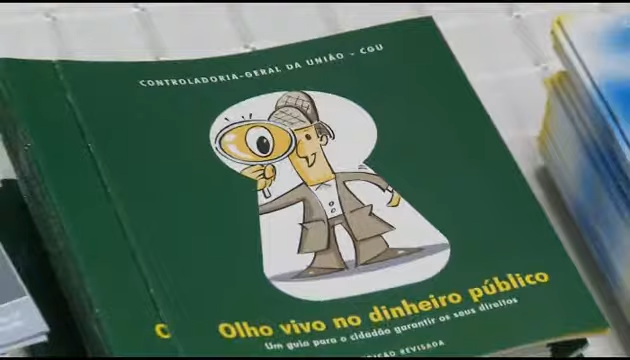 CONTROLADORIA-GERAL DA UNIÃO - CGU
Olho vivo no dinheiro público
Um guia para o cidadão garantir os seus direitos
REVISADA